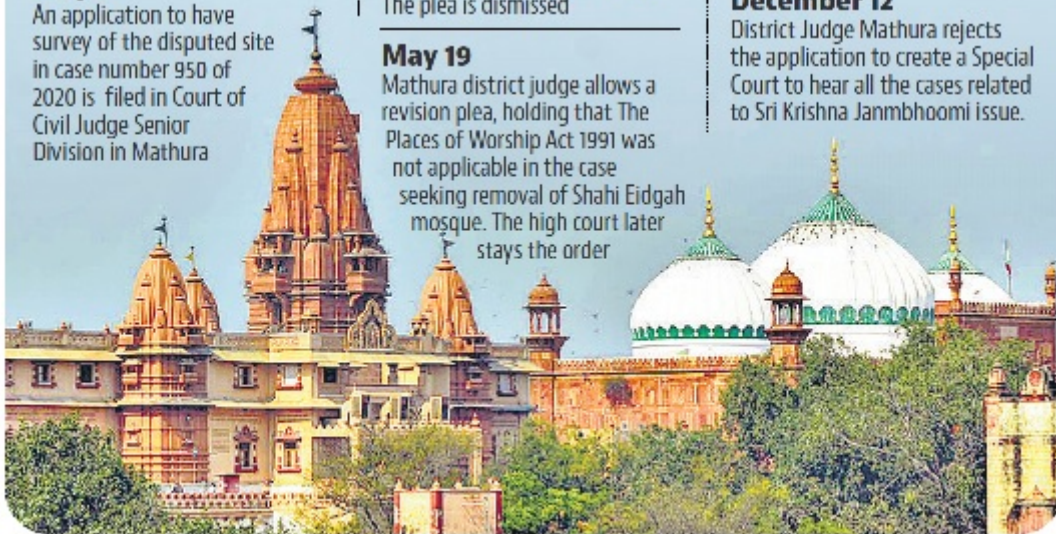 An application to have
survey of the disputed site
in case number 950 of
2020 is filed in Court of
Civil Judge Senior
Division in Mathura
The plea is dismissed
May 19
Mathura district judge allows a
revision plea, holding that The
Places of Worship Act 1991 was
not applicable in the case
seeking removal of Shahi Eidgah
mosque. The high court later
stays the order
December 12
District Judge Mathura rejects
the application to create a Special
Court to hear all the cases related
to Sri Krishna Janmbhoomi issue.